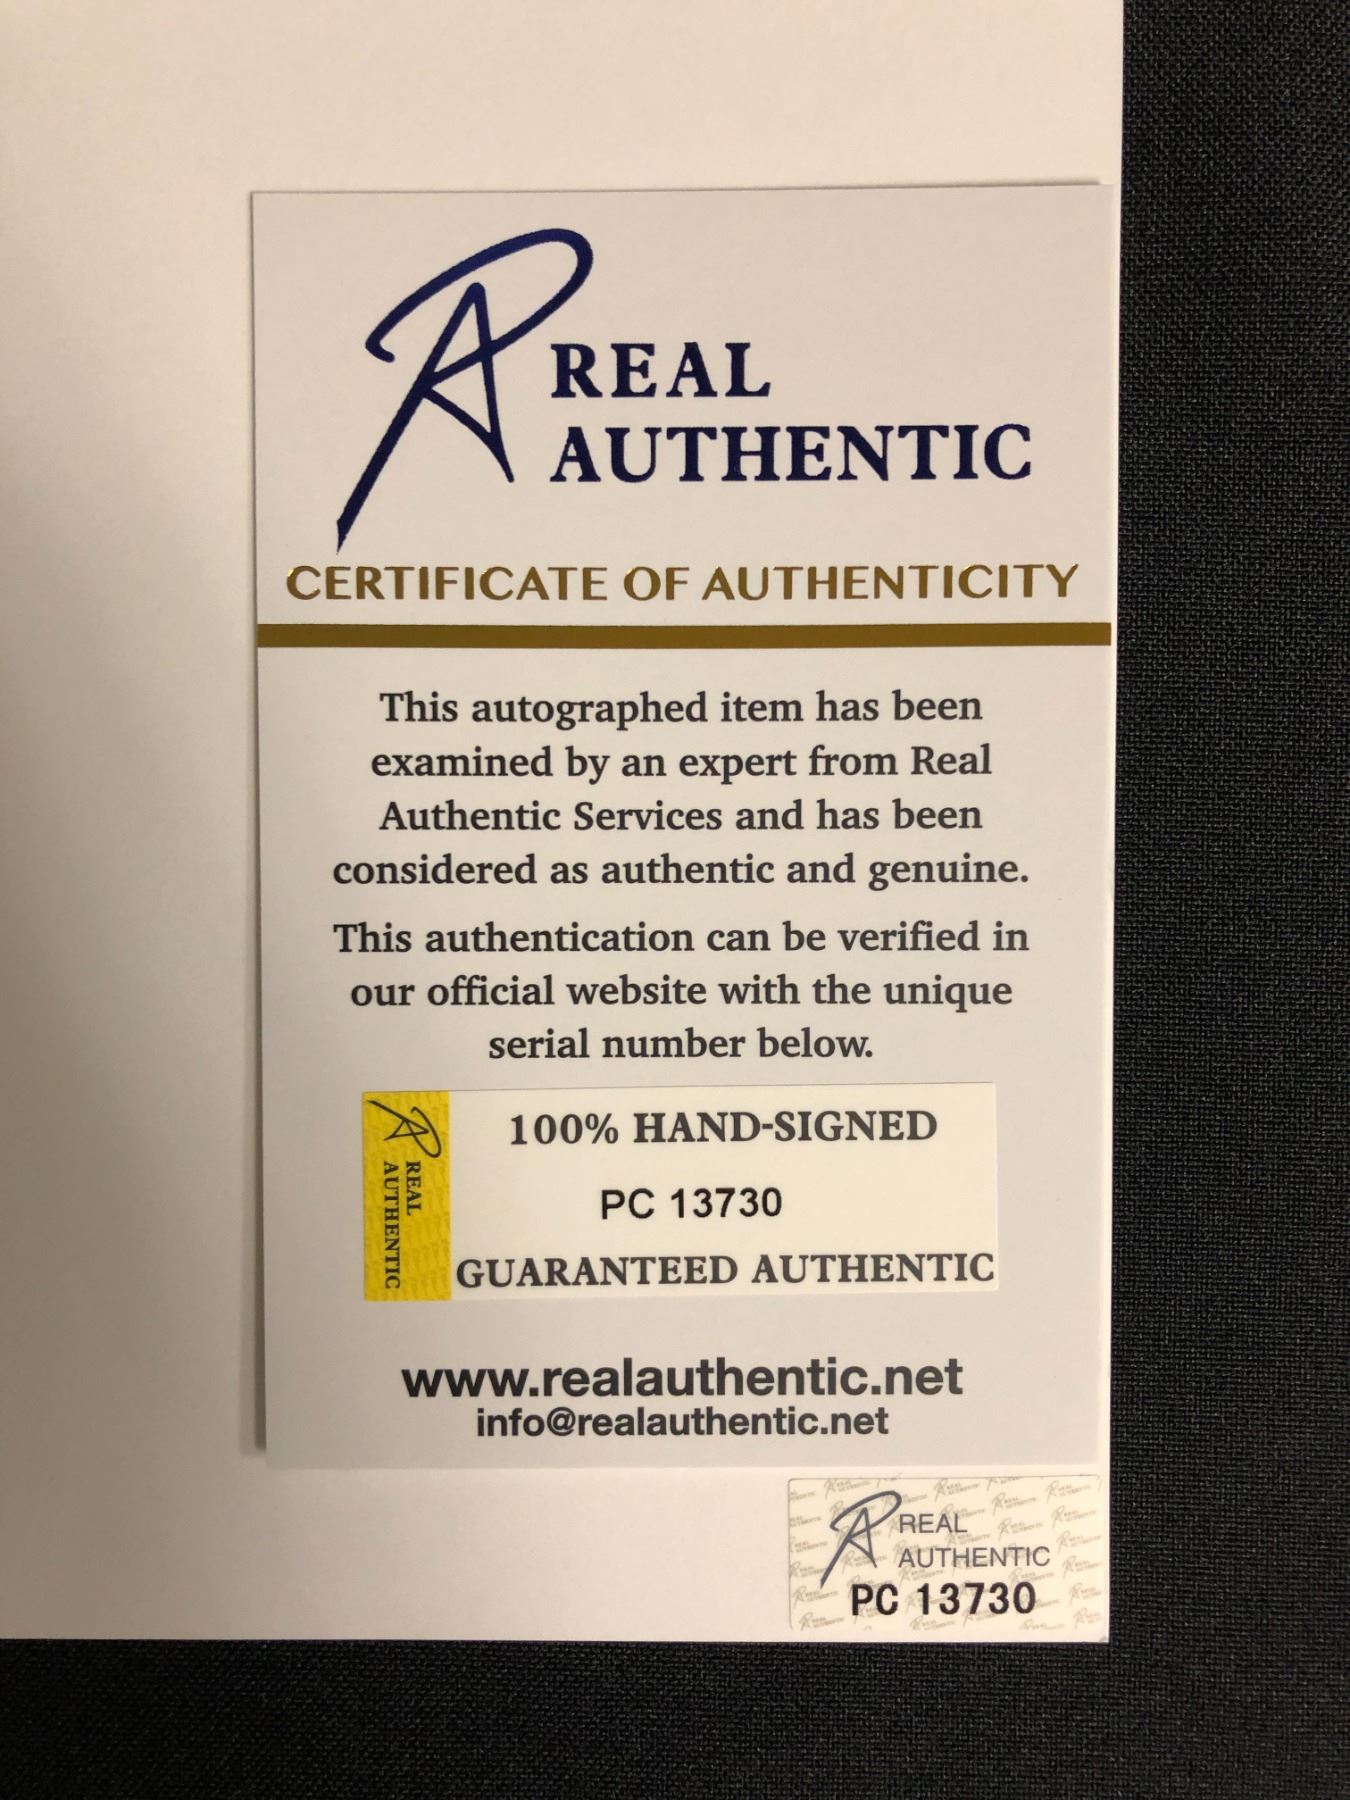 REAL
AUTHENTIC
CERTIFICATE OF AUTHENTICITY
This autographed item has been
examined by an expert from Real
Authentic Services and has been
considered as authentic and genuine.
This authentication can be verified in
our official website with the unique
serial number below.
REAL
AUTHENTIC
100% HAND-SIGNED
PC 13730
GUARANTEED AUTHENTIC
www.realauthentic.net
info@realauthentic.net
REAL
AUTHENTIC
PC 13730